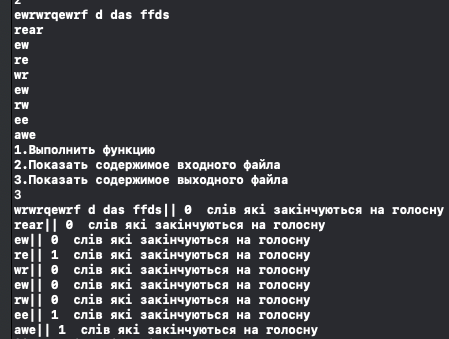 2
ewrwrqewrf d das ffds
rear
ew
re
wr
ew
rw
ee
awe
1.Выполнить функцию
2.Показать содержимое входного файла
3.Показать содержимое выходного файла
3
wrwrqewrf d das ffds|| 0  слів які закінчуються на голосну
rear|| 0  слів які закінчуються на голосну
ew|| 0  слів які закінчуються на голосну
re|| 1  слів які закінчуються на голосну
wr|| 0  слів які закінчуються на голосну
ew|| 0  слів які закінчуються на голосну
rw|| 0  слів які закінчуються на голосну
ee|| 1  слів які закінчуються на голосну
awe|| 1  слів які закінчуються на голосну